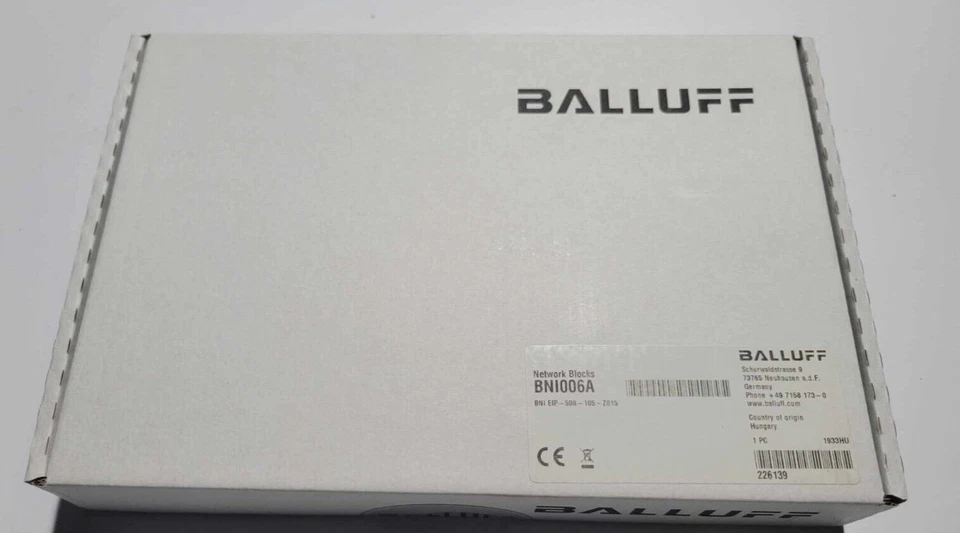 BALLUFF
Network Blocks
BNI006A
BNI EIP-508-105-Z015
BALLUFF
Schurwaldstrasse 9
73765 Neuhausen a.d.F.
Germany
Phone +49 7158 173-0
www.balluff.com
Country of origin
Hungary
1 PC 1933HU
CE
226139
BALLUFF